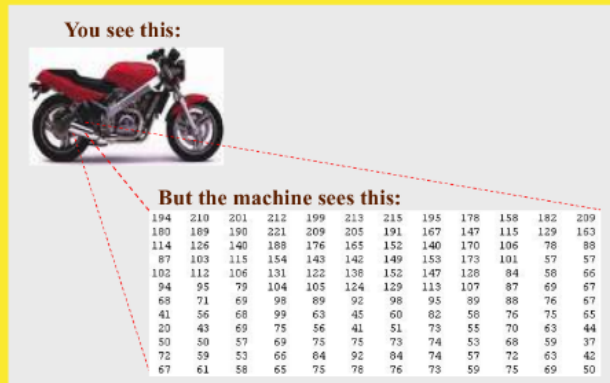 You see this:
But the machine sees this:
194 210 201 212 199 213 215 195 178 158 182 209
180 189 190 221 209 205 191 167 147 115 129 163
114 126 140 188 176 165 152 140 170 106 78 88
87 103 115 154 143 142 149 153 173 101 57 57
102 112 106 131 122 138 152 147 128 84 58 66
94 95 79 104 105 124 129 113 107 87 69 67
68 71 69 98 89 92 98 95 89 88 76 67
41 56 68 99 63 45 60 82 58 76 75 65
20 43 69 75 56 41 51 73 55 70 63 44
50 50 57 69 75 75 73 74 53 68 59 37
72 59 53 66 84 92 84 74 57 72 63 42
67 61 58 65 75 78 76 73 59 75 69 50